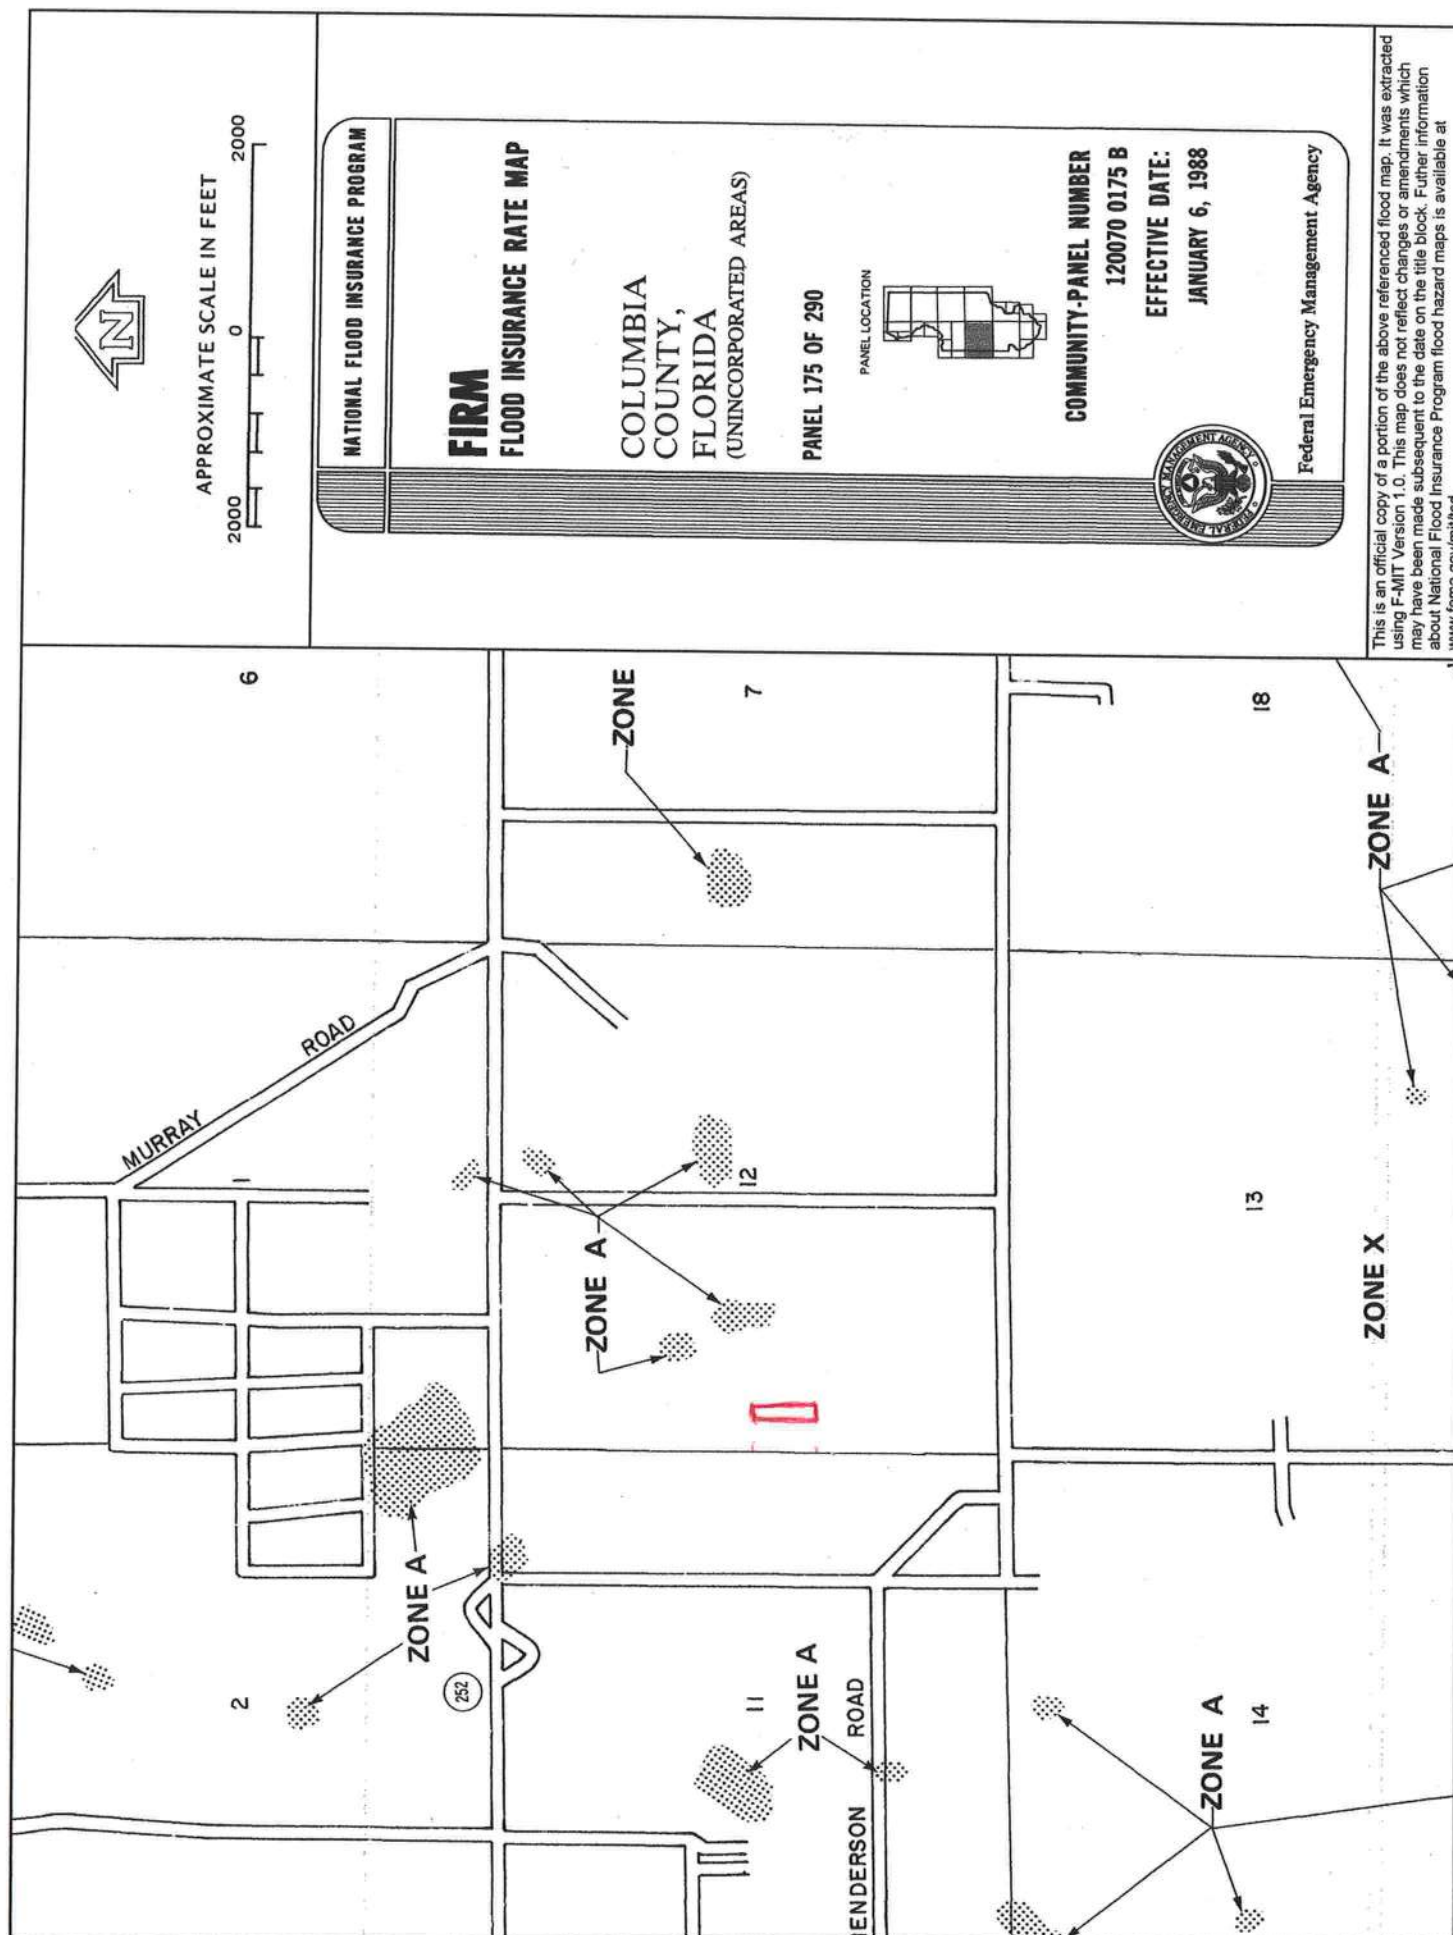 APPROXIMATE SCALE IN FEET
2000 0 2000
N
NATIONAL FLOOD INSURANCE PROGRAM
FIRM
FLOOD INSURANCE RATE MAP
COLUMBIA
COUNTY,
FLORIDA
(UNINCORPORATED AREAS)
PANEL 175 OF 290
PANEL LOCATION
COMMUNITY-PANEL NUMBER
120070 0175 B
EFFECTIVE DATE:
JANUARY 6, 1988
FEDERAL EMERGENCY MANAGEMENT AGENCY
Federal Emergency Management Agency
This is an official copy of a portion of the above referenced flood map. It was extracted
using F-MIT Version 1.0. This map does not reflect changes or amendments which
may have been made subsequent to the date on the title block. Futher information
about National Flood Insurance Program flood hazard maps is available at
6
MURRAY ROAD
1
2
ZONE A
252
ZONE
7
12
ZONE A
11
ZONE A
HENDERSON ROAD
18
ZONE A
13
ZONE X
14
ZONE A